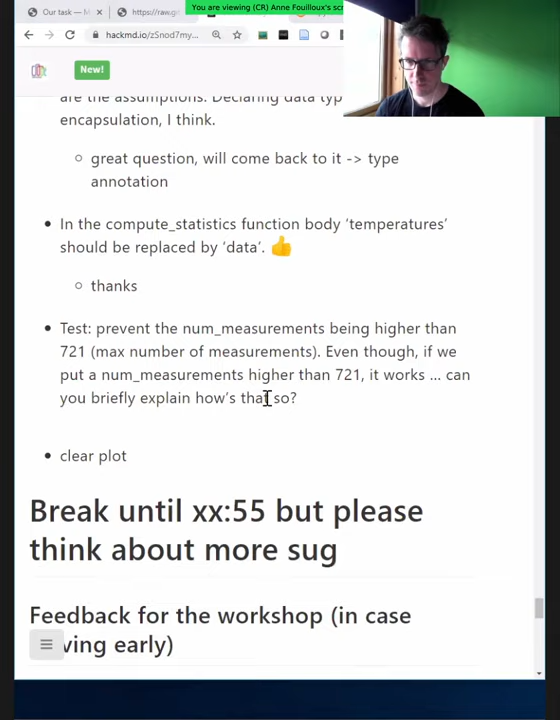 You are viewing (CR) Anne Fouilloux's scr
Our task — M
https://raw.gi
hackmd.io/zSnod7my...
New!
are the assumptions. Declaring data typ
encapsulation, I think.
great question, will come back to it -> type
annotation
In the compute_statistics function body ‘temperatures’
should be replaced by ‘data’. 👍
thanks
Test: prevent the num_measurements being higher than
721 (max number of measurements). Even though, if we
put a num_measurements higher than 721, it works … can
you briefly explain how’s that so?
clear plot
Break until xx:55 but please
think about more sug
Feedback for the workshop (in case
ving early)